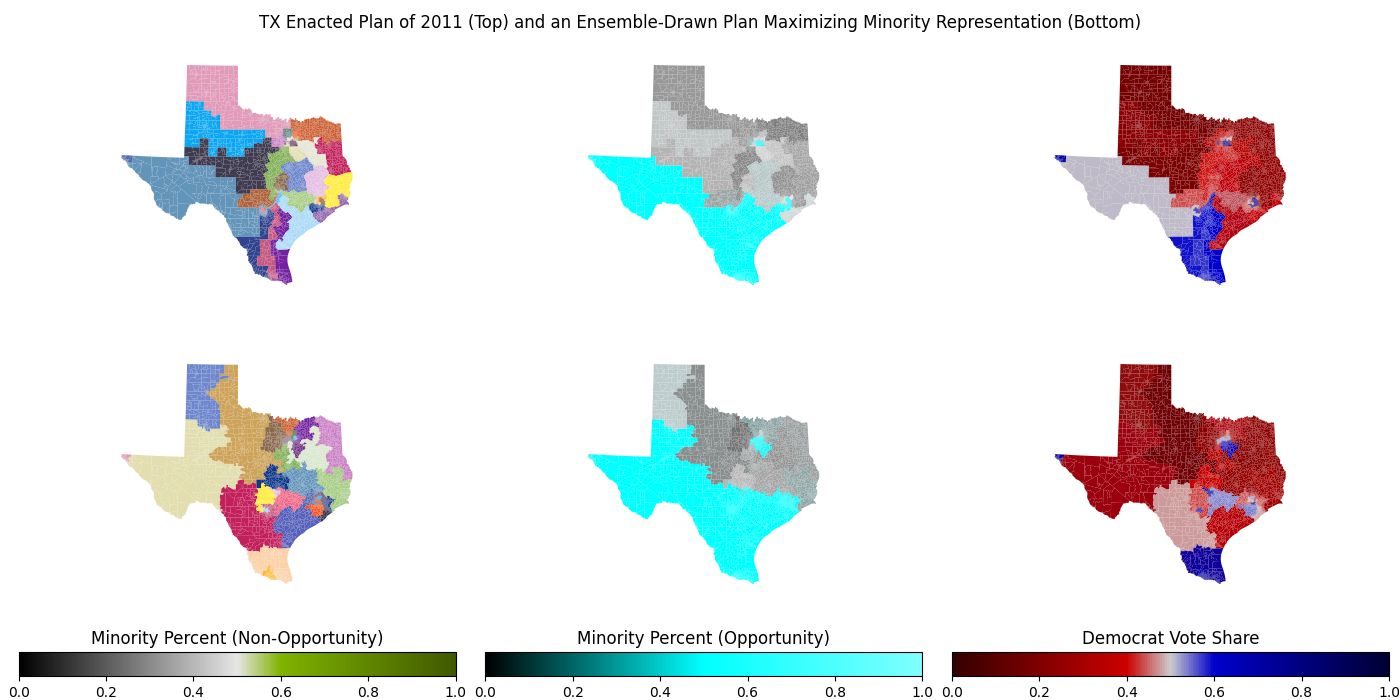 TX Enacted Plan of 2011 (Top) and an Ensemble-Drawn Plan Maximizing Minority Representation (Bottom)
Minority Percent (Non-Opportunity)
0.0 0.2 0.4 0.6 0.8 1.0
Minority Percent (Opportunity)
0.0 0.2 0.4 0.6 0.8 1.0
Democrat Vote Share
0.0 0.2 0.4 0.6 0.8 1.0